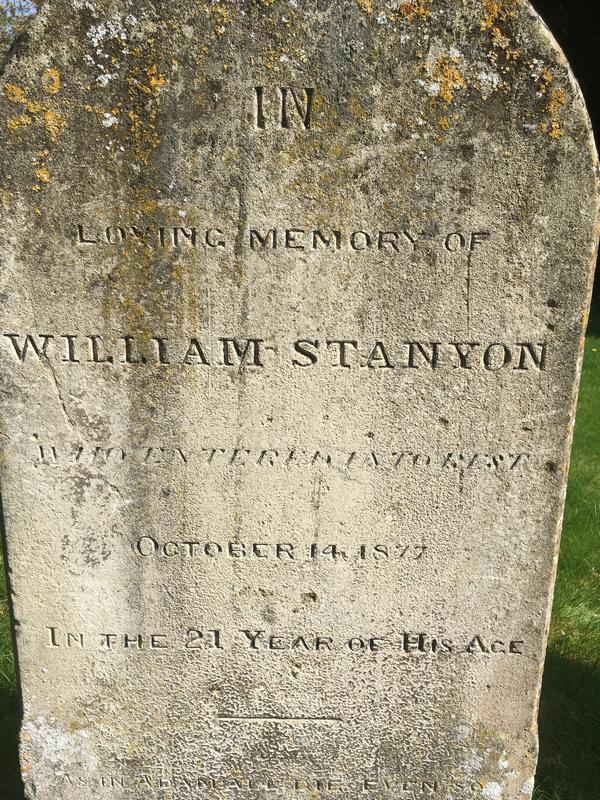 IN
LOVING MEMORY OF
WILLIAM STANYON
WHO ENTERED INTO REST
OCTOBER 14, 1877
IN THE 21 YEAR OF HIS AGE
AS IN ADAM ALL DIE EVEN SO